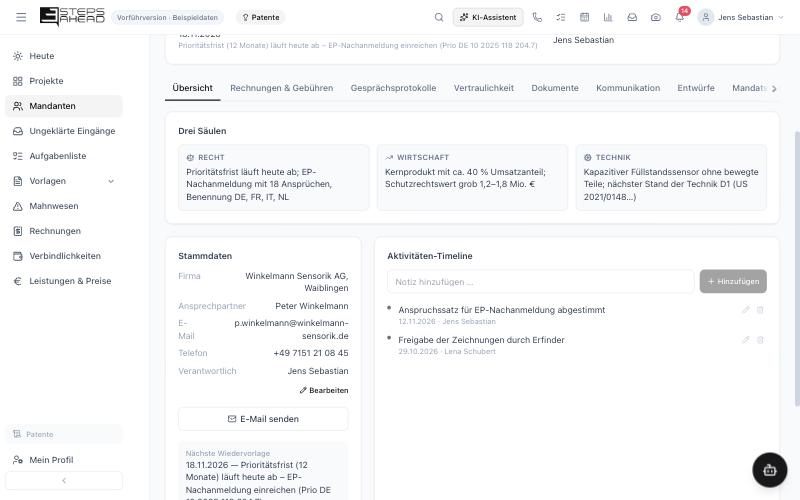 3STEPS AHEAD
Vorführversion · Beispieldaten
Patente
KI-Assistent
14
Jens Sebastian
Heute
Projekte
Mandanten
Ungeklärte Eingänge
Aufgabenliste
Vorlagen
Mahnwesen
Rechnungen
Verbindlichkeiten
Leistungen & Preise
Patente
Mein Profil
Prioritätsfrist (12 Monate) läuft heute ab – EP-Nachanmeldung einreichen (Prio DE 10 2025 118 204.7)
Jens Sebastian
Übersicht
Rechnungen & Gebühren
Gesprächsprotokolle
Vertraulichkeit
Dokumente
Kommunikation
Entwürfe
Drei Säulen
RECHT
Prioritätsfrist läuft heute ab; EP-
Nachanmeldung mit 18 Ansprüchen,
Benennung DE, FR, IT, NL
WIRTSCHAFT
Kernprodukt mit ca. 40 % Umsatzanteil;
Schutzrechtswert grob 1,2–1,8 Mio. €
TECHNIK
Kapazitiver Füllstandssensor ohne bewegte
Teile; nächster Stand der Technik D1 (US
2021/0148…)
Stammdaten
Firma
Winkelmann Sensorik AG,
Waiblingen
Ansprechpartner
Peter Winkelmann
E-
Mail
p.winkelmann@winkelmann-
sensorik.de
Telefon
+49 7151 21 08 45
Verantwortlich
Jens Sebastian
Bearbeiten
E-Mail senden
Nächste Wiedervorlage
18.11.2026 — Prioritätsfrist (12
Monate) läuft heute ab – EP-
Nachanmeldung einreichen (Prio DE
Aktivitäten-Timeline
Notiz hinzufügen ...
Hinzufügen
Anspruchssatz für EP-Nachanmeldung abgestimmt
12.11.2026 · Jens Sebastian
Freigabe der Zeichnungen durch Erfinder
29.10.2026 · Lena Schubert